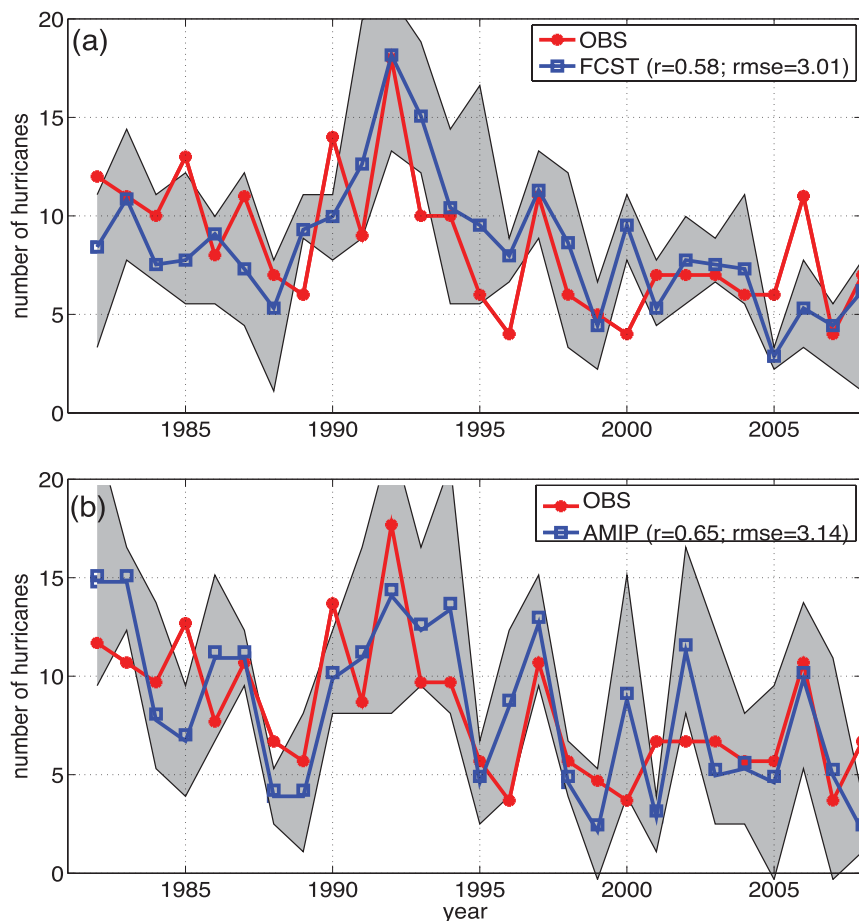 (a)
OBS
FCST (r=0.58; rmse=3.01)
number of hurricanes
20
15
10
5
0
1985 1990 1995 2000 2005
(b)
OBS
AMIP (r=0.65; rmse=3.14)
number of hurricanes
20
15
10
5
0
1985 1990 1995 2000 2005
year